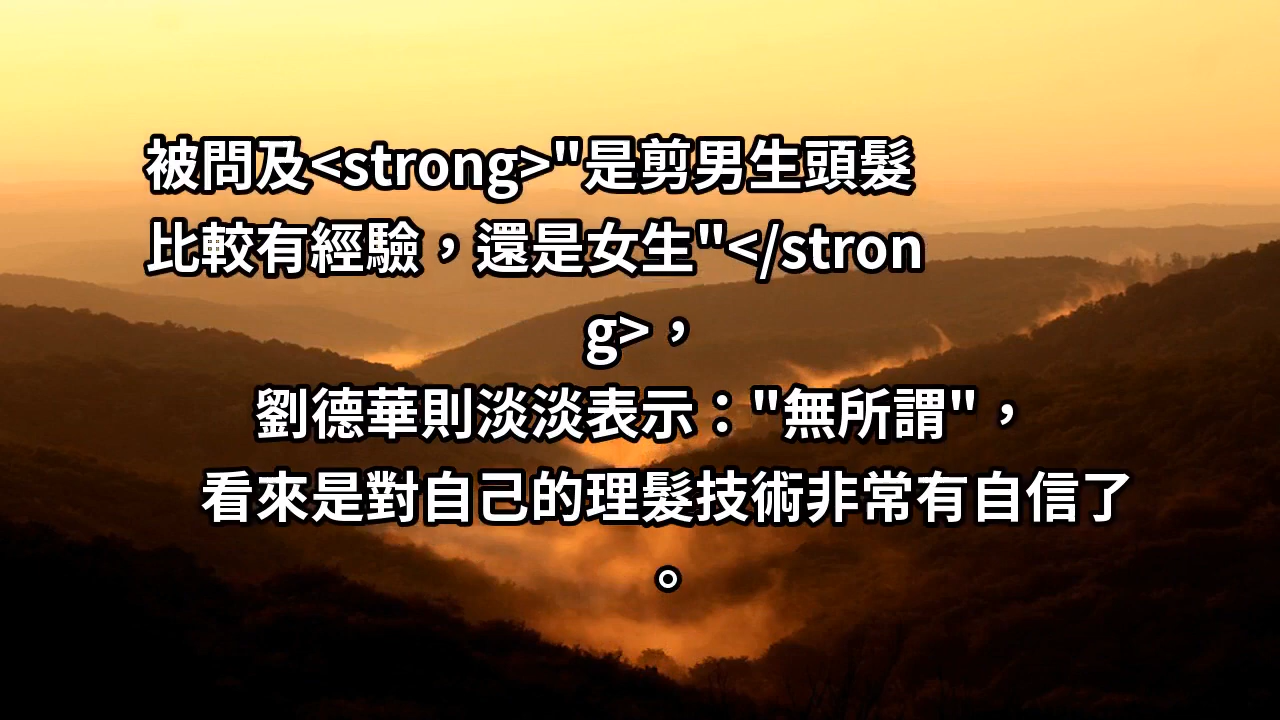 被問及<strong>"是剪男生頭髮
比較有經驗，還是女生"</stron
g>，
劉德華則淡淡表示："無所謂"，
看來是對自己的理髮技術非常有自信了
。